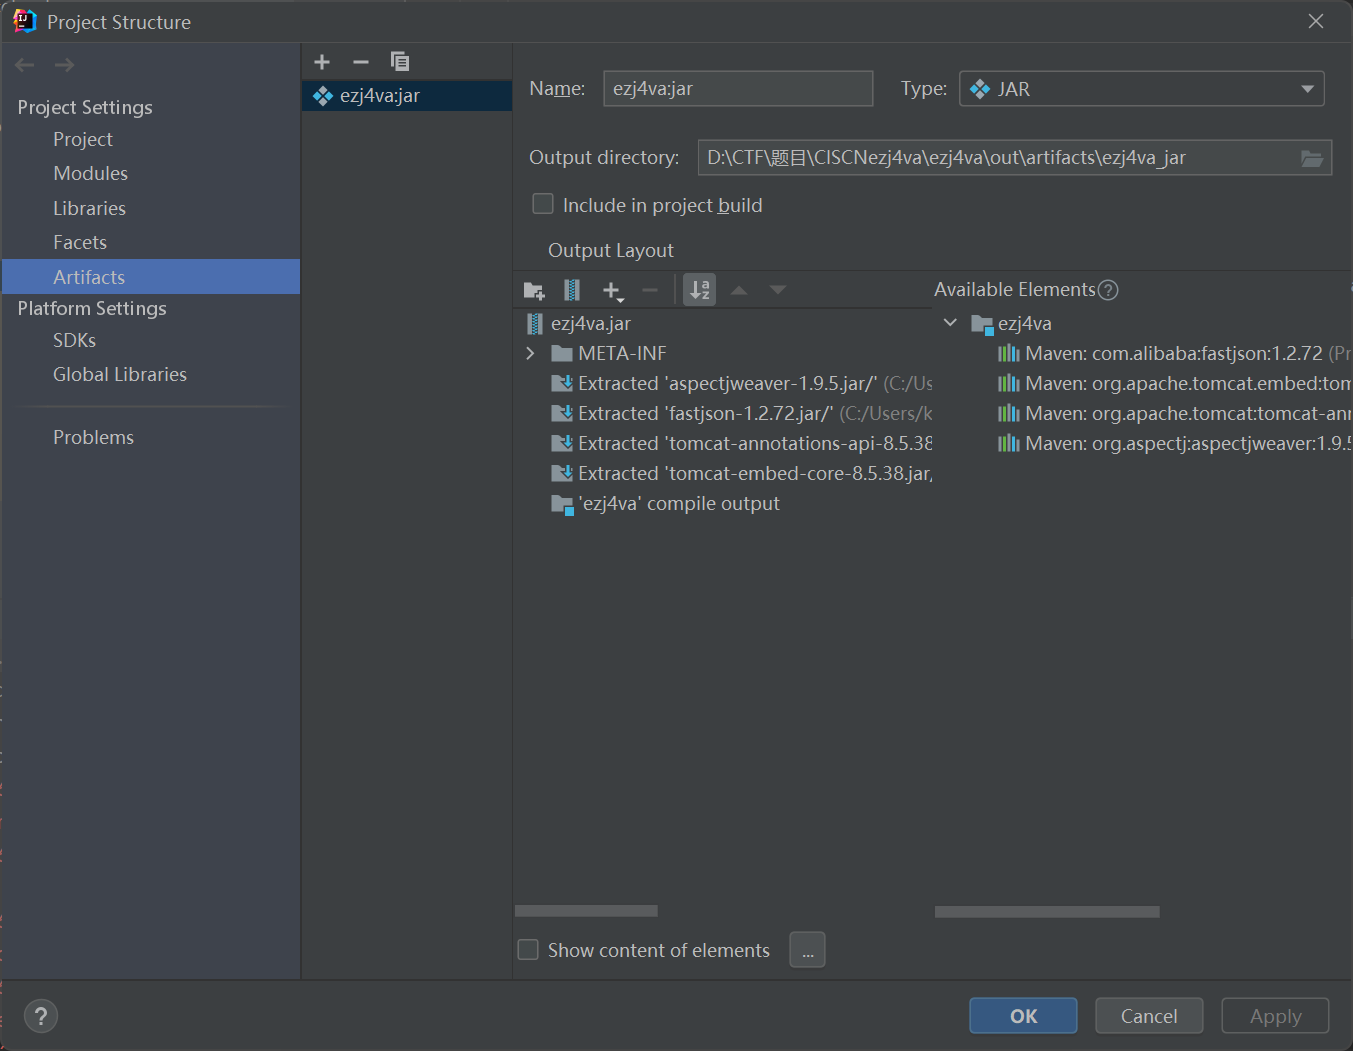 Project Structure
Project Settings
Project
Modules
Libraries
Facets
Artifacts
Platform Settings
SDKs
Global Libraries
Problems
ezj4va:jar
Name: ezj4va:jar Type: JAR
Output directory: D:\CTF\题目\CISCNezj4va\ezj4va\out\artifacts\ezj4va_jar
Include in project build
Output Layout
Available Elements
ezj4va.jar
META-INF
Extracted 'aspectjweaver-1.9.5.jar/' (C:/Us
Extracted 'fastjson-1.2.72.jar/' (C:/Users/k
Extracted 'tomcat-annotations-api-8.5.38
Extracted 'tomcat-embed-core-8.5.38.jar/
'ezj4va' compile output
ezj4va
Maven: com.alibaba:fastjson:1.2.72 (Pr
Maven: org.apache.tomcat.embed:tom
Maven: org.apache.tomcat:tomcat-ann
Maven: org.aspectj:aspectjweaver:1.9.5
Show content of elements ...
? OK Cancel Apply